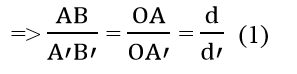 => AB/A′B′ = OA/OA′ = d/d′ (1)